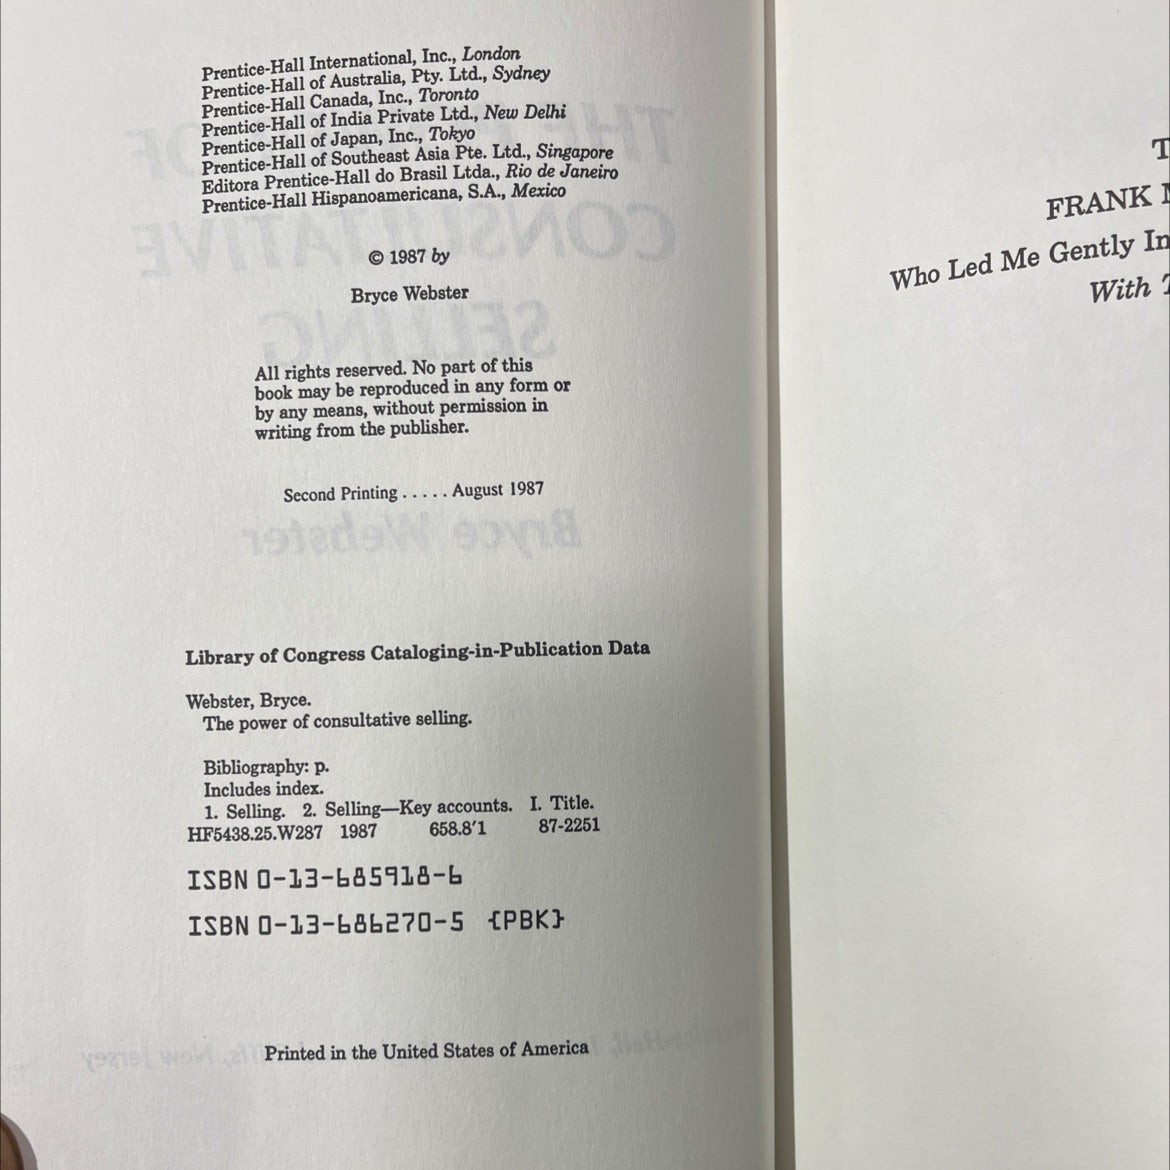 Prentice-Hall International, Inc., London
Prentice-Hall of Australia, Pty. Ltd., Sydney
Prentice-Hall Canada, Inc., Toronto
Prentice-Hall of India Private Ltd., New Delhi
Prentice-Hall of Japan, Inc., Tokyo
Prentice-Hall of Southeast Asia Pte. Ltd., Singapore
Editora Prentice-Hall do Brasil Ltda., Rio de Janeiro
Prentice-Hall Hispanoamericana, S.A., Mexico
© 1987 by
Bryce Webster
All rights reserved. No part of this
book may be reproduced in any form or
by any means, without permission in
writing from the publisher.
Second Printing . . . . . August 1987
Library of Congress Cataloging-in-Publication Data
Webster, Bryce.
The power of consultative selling.
Bibliography: p.
Includes index.
1. Selling. 2. Selling—Key accounts. I. Title.
HF5438.25.W287 1987 658.8'1 87-2251
ISBN 0-13-685918-6
ISBN 0-13-686270-5 {PBK}
Printed in the United States of America
FRANK
Who Led Me Gently In
With